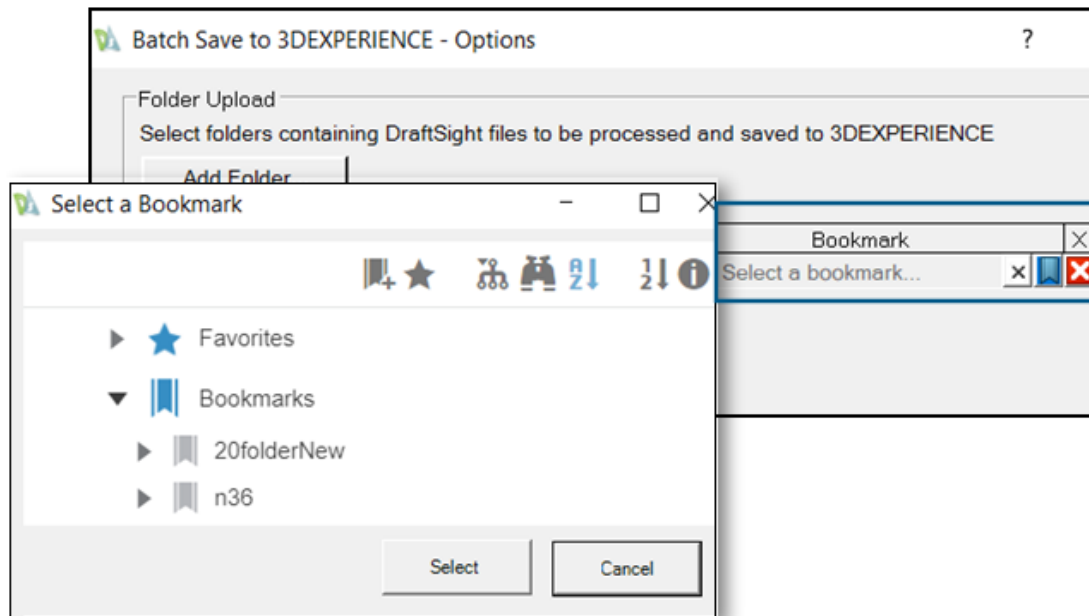 Batch Save to 3DEXPERIENCE - Options
?
Folder Upload
Select folders containing DraftSight files to be processed and saved to 3DEXPERIENCE
Add Folder
Select a Bookmark
Bookmark
Select a bookmark...
Favorites
Bookmarks
20folderNew
n36
Select
Cancel